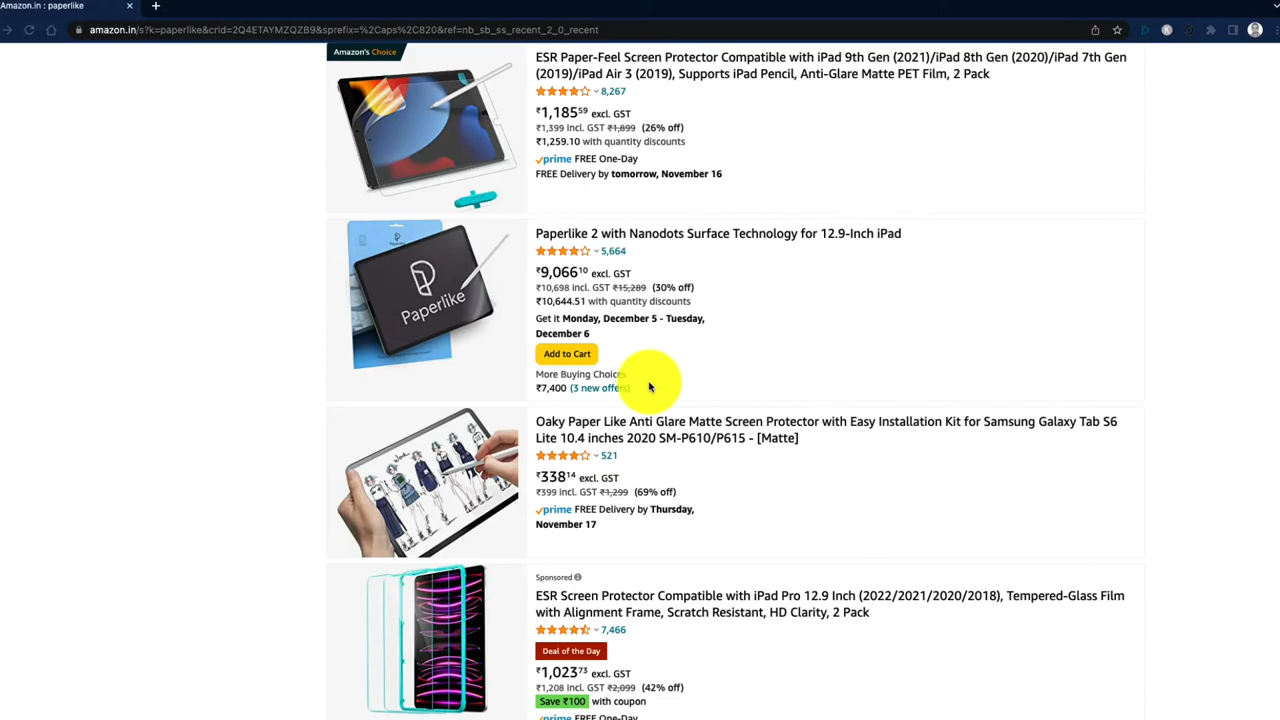 Amazon.in : paperlike
amazon.in/s?k=paperlike&crid=2Q4ETAYMZQZB9&sprefix=%2Caps%2C820&ref=nb_sb_ss_recent_2_0_recent
Amazon's Choice
ESR Paper-Feel Screen Protector Compatible with iPad 9th Gen (2021)/iPad 8th Gen (2020)/iPad 7th Gen
(2019)/iPad Air 3 (2019), Supports iPad Pencil, Anti-Glare Matte PET Film, 2 Pack
8,267
₹1,185⁵⁹ excl. GST
₹1,399 incl. GST ₹1,899 (26% off)
₹1,259.10 with quantity discounts
prime FREE One-Day
FREE Delivery by tomorrow, November 16
Paperlike
Paperlike 2 with Nanodots Surface Technology for 12.9-Inch iPad
5,664
₹9,066¹⁰ excl. GST
₹10,698 incl. GST ₹15,289 (30% off)
₹10,644.51 with quantity discounts
Get it Monday, December 5 - Tuesday,
December 6
Add to Cart
More Buying Choices
₹7,400 (3 new offers)
Oaky Paper Like Anti Glare Matte Screen Protector with Easy Installation Kit for Samsung Galaxy Tab S6
Lite 10.4 inches 2020 SM-P610/P615 - [Matte]
521
₹338¹⁴ excl. GST
₹399 incl. GST ₹1,299 (69% off)
prime FREE Delivery by Thursday,
November 17
Sponsored
ESR Screen Protector Compatible with iPad Pro 12.9 Inch (2022/2021/2020/2018), Tempered-Glass Film
with Alignment Frame, Scratch Resistant, HD Clarity, 2 Pack
7,466
Deal of the Day
₹1,023⁷³ excl. GST
₹1,208 incl. GST ₹2,099 (42% off)
Save ₹100 with coupon
prime FREE One-Day